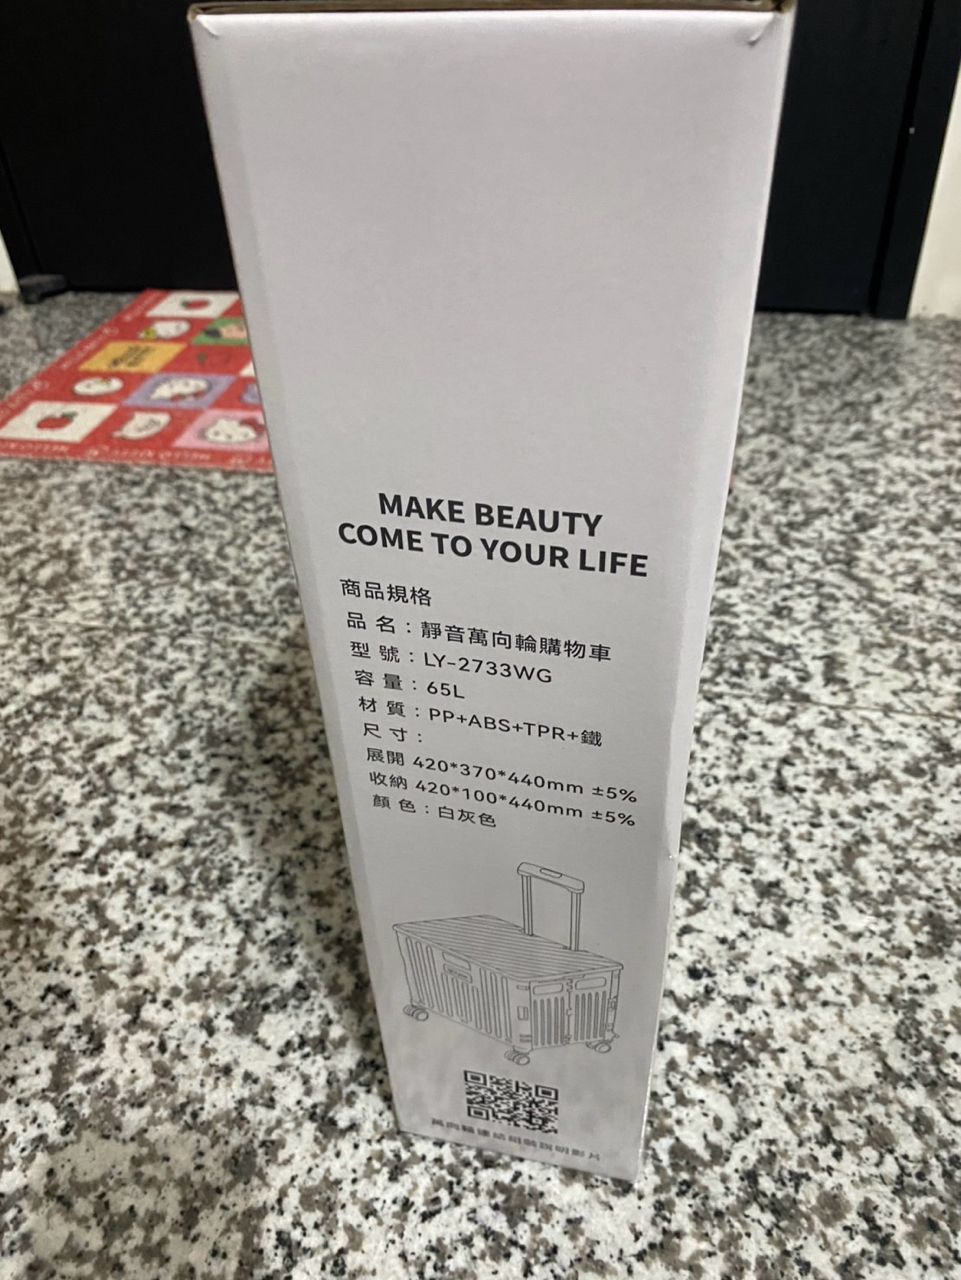 MAKE BEAUTY
COME TO YOUR LIFE
商品規格
品 名：靜音萬向輪購物車
型 號：LY-2733WG
容 量：65L
材 質：PP+ABS+TPR+鐵
尺 寸：
展開 420*370*440mm ±5%
收納 420*100*440mm ±5%
顏 色：白灰色